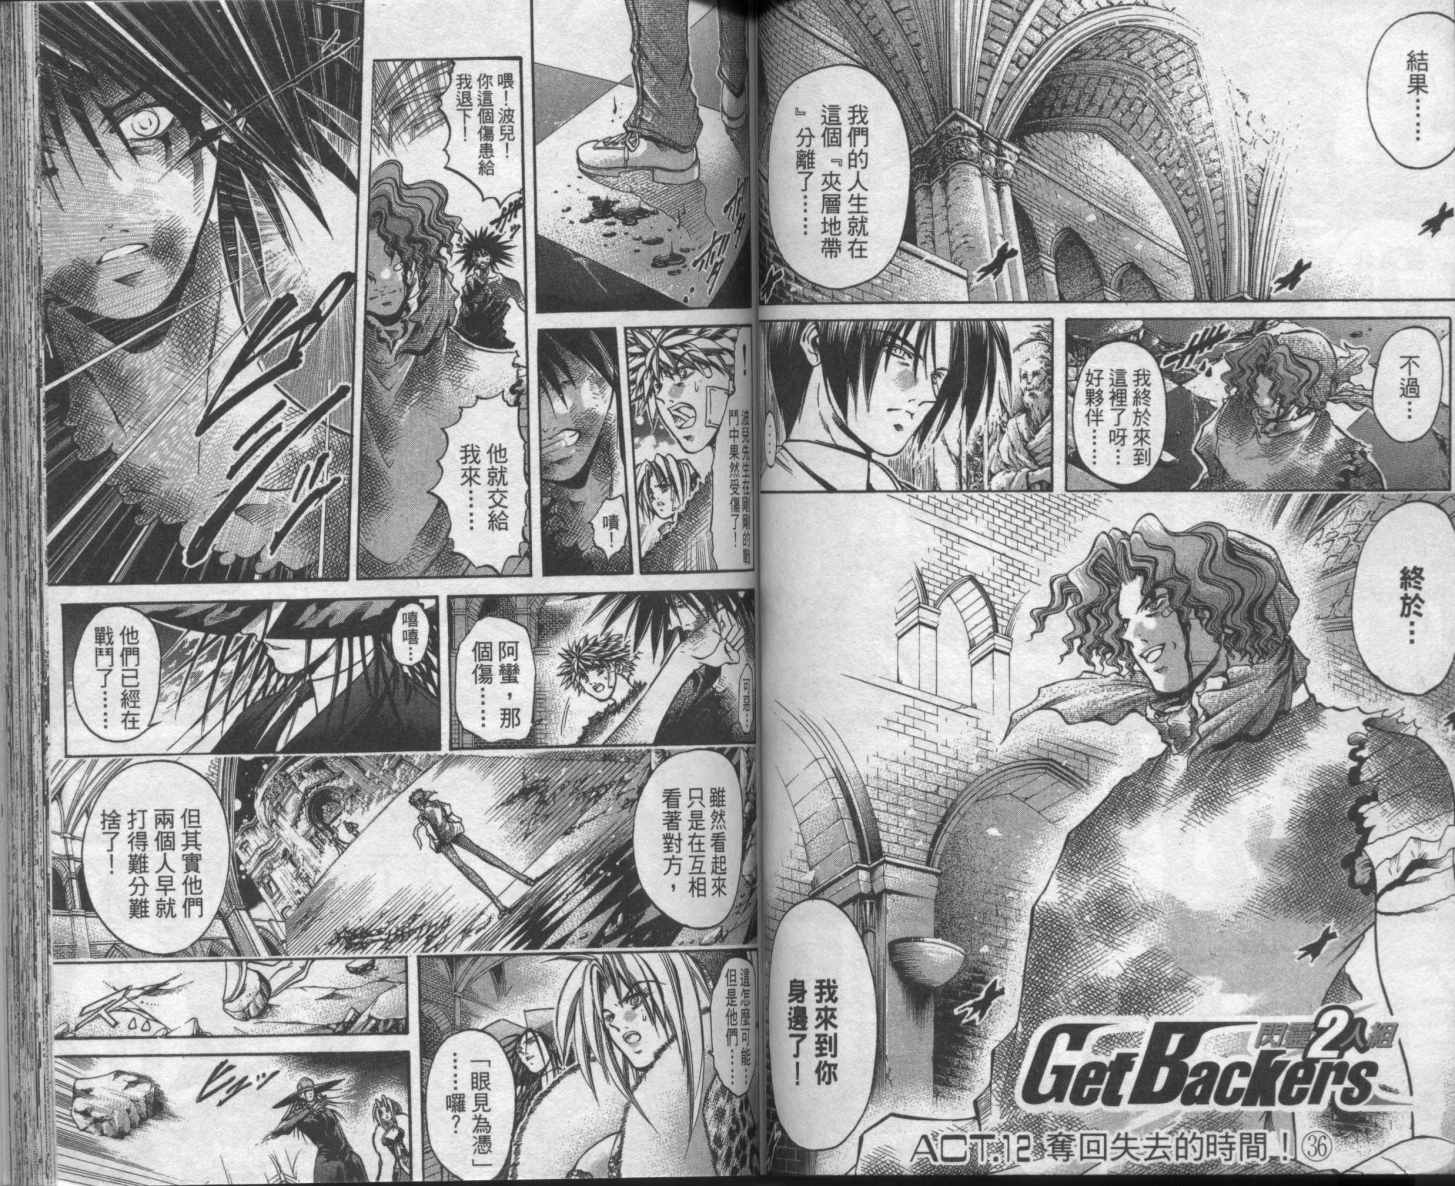 結果……
我們的人生就在
這個『夾層地帶
』分離了……
不過…
我終於來到
這裡了呀…
好夥伴……
……
終於…
我來到你
身邊了！
GetBackers
閃靈2人組
ACT.12 奪回失去的時間！㊱
！
波兒先生在剛剛的戰
鬥中果然受傷了！
嘖！
喂！波兒！
你這個傷患給
我退下！
他就交給
我來……
可惡…
阿蠻，那
個傷……
嘻嘻…
他們已經在
戰鬥了……
雖然看起來
只是在互相
看著對方，
但其實他們
兩個人早就
打得難分難
捨了！
這怎麼可能
但是他們……
「眼見為憑」
……囉？
ピクッ